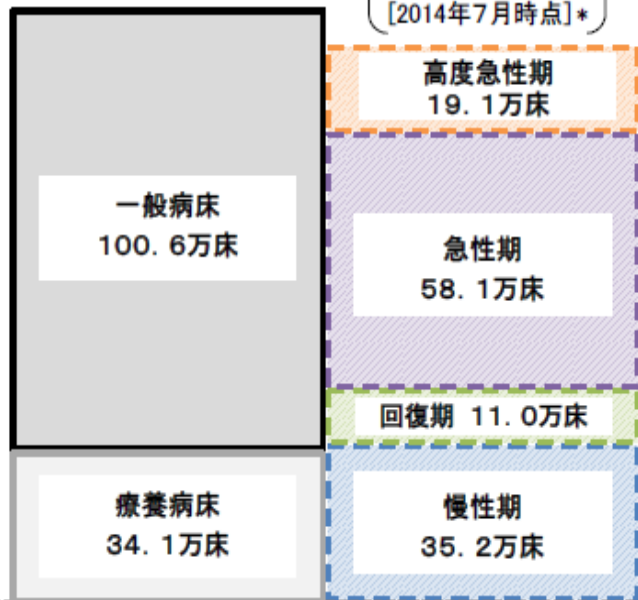 [2014年7月時点]*
高度急性期
19.1万床
一般病床
100.6万床
急性期
58.1万床
回復期 11.0万床
療養病床
34.1万床
慢性期
35.2万床